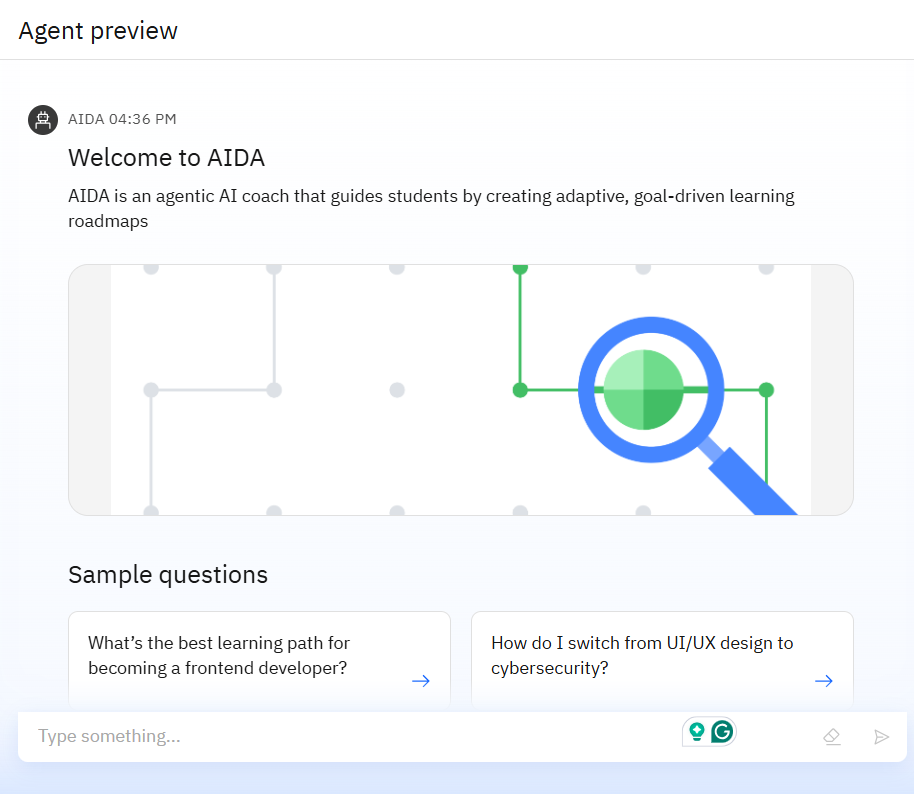 Agent preview
AIDA 04:36 PM
Welcome to AIDA
AIDA is an agentic AI coach that guides students by creating adaptive, goal-driven learning
roadmaps
Sample questions
What’s the best learning path for
becoming a frontend developer?
How do I switch from UI/UX design to
cybersecurity?
Type something...